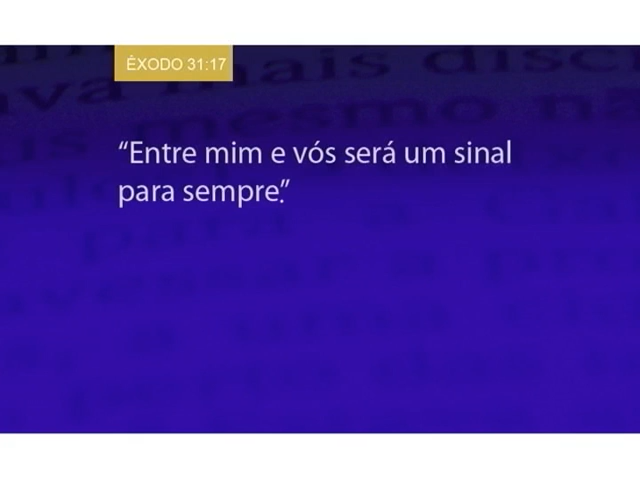 ÊXODO 31:17
“Entre mim e vós será um sinal
para sempre.”